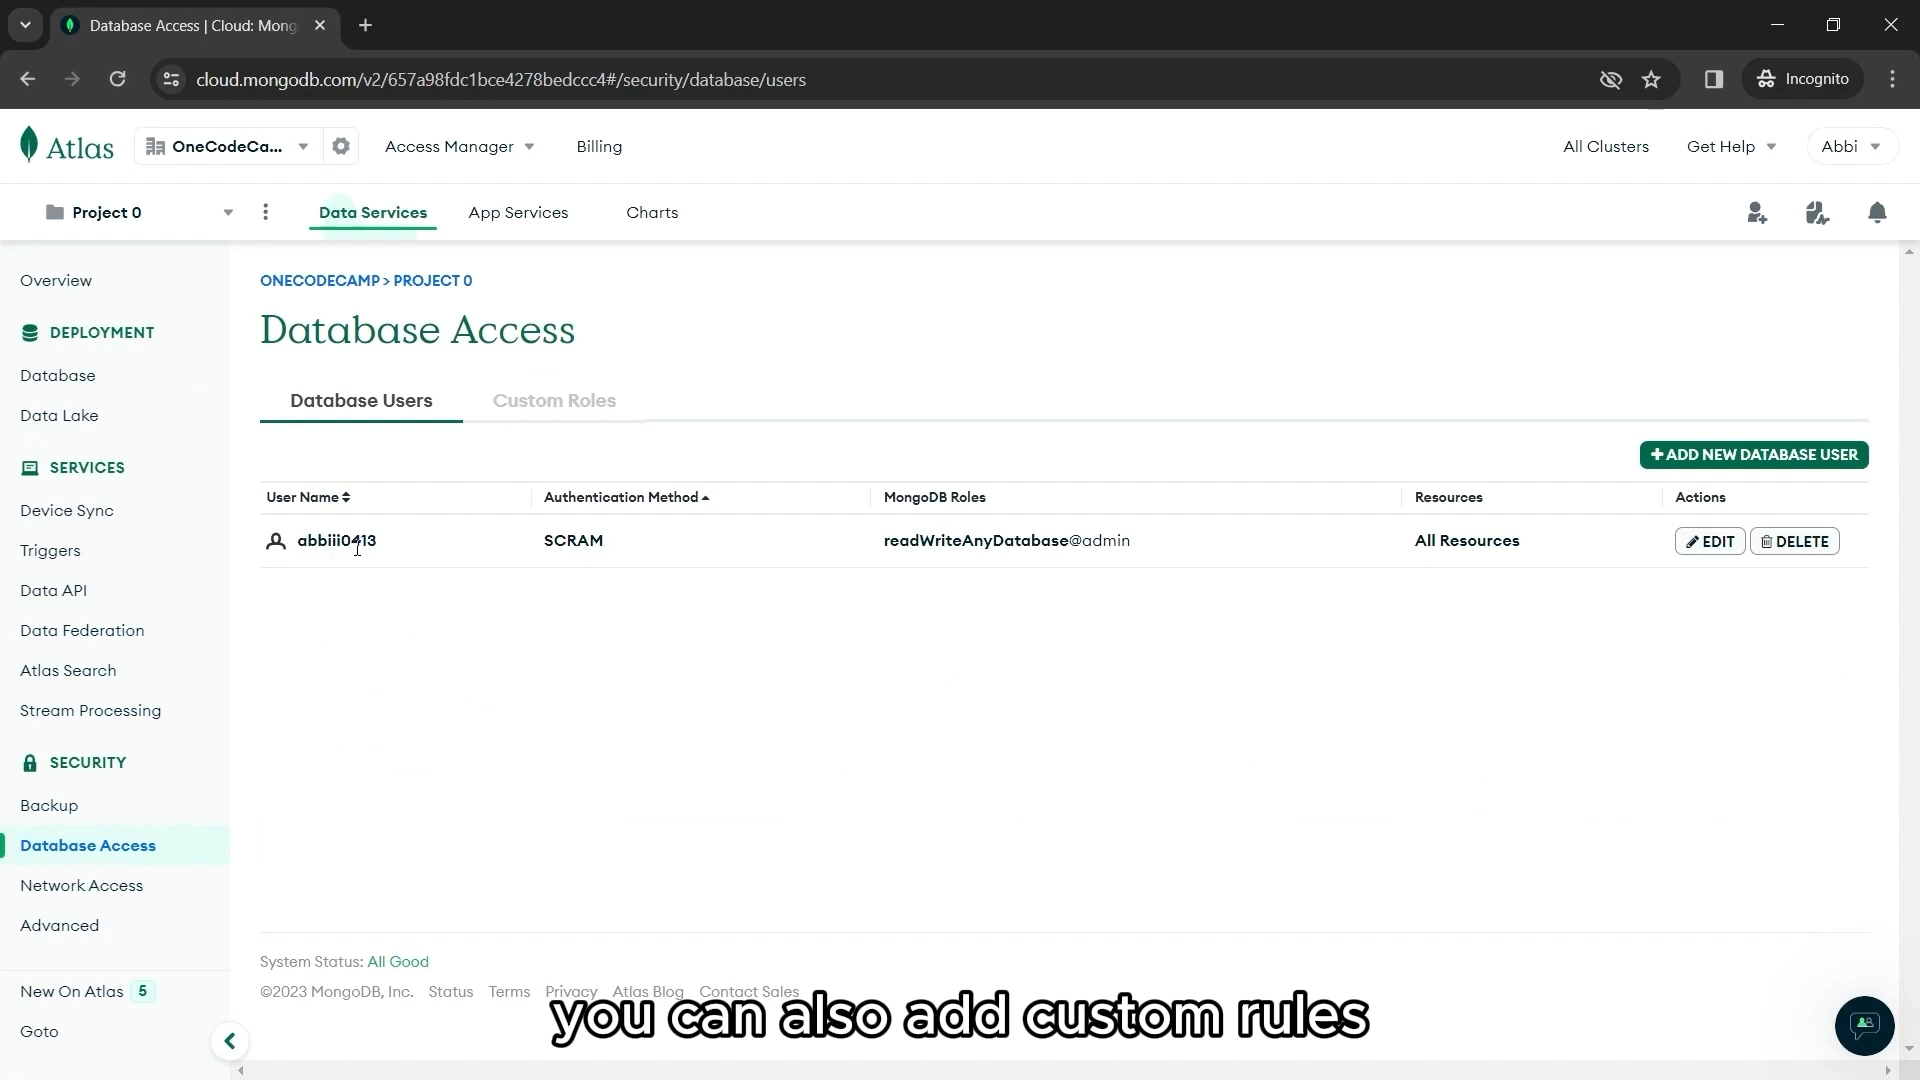 Database Access | Cloud: Mong
cloud.mongodb.com/v2/657a98fdc1bce4278bedccc4#/security/database/users
Incognito
Atlas
OneCodeCa...
Access Manager
Billing
All Clusters
Get Help
Abbi
Project 0
Data Services
App Services
Charts
Overview
DEPLOYMENT
Database
Data Lake
SERVICES
Device Sync
Triggers
Data API
Data Federation
Atlas Search
Stream Processing
SECURITY
Backup
Database Access
Network Access
Advanced
New On Atlas 5
Goto
ONECODECAMP > PROJECT 0
Database Access
Database Users
Custom Roles
+ ADD NEW DATABASE USER
User Name Authentication Method MongoDB Roles Resources Actions
abbiii0413 SCRAM readWriteAnyDatabase@admin All Resources EDIT DELETE
System Status: All Good
©2023 MongoDB, Inc. Status Terms Privacy Atlas Blog Contact Sales
you can also add custom rules